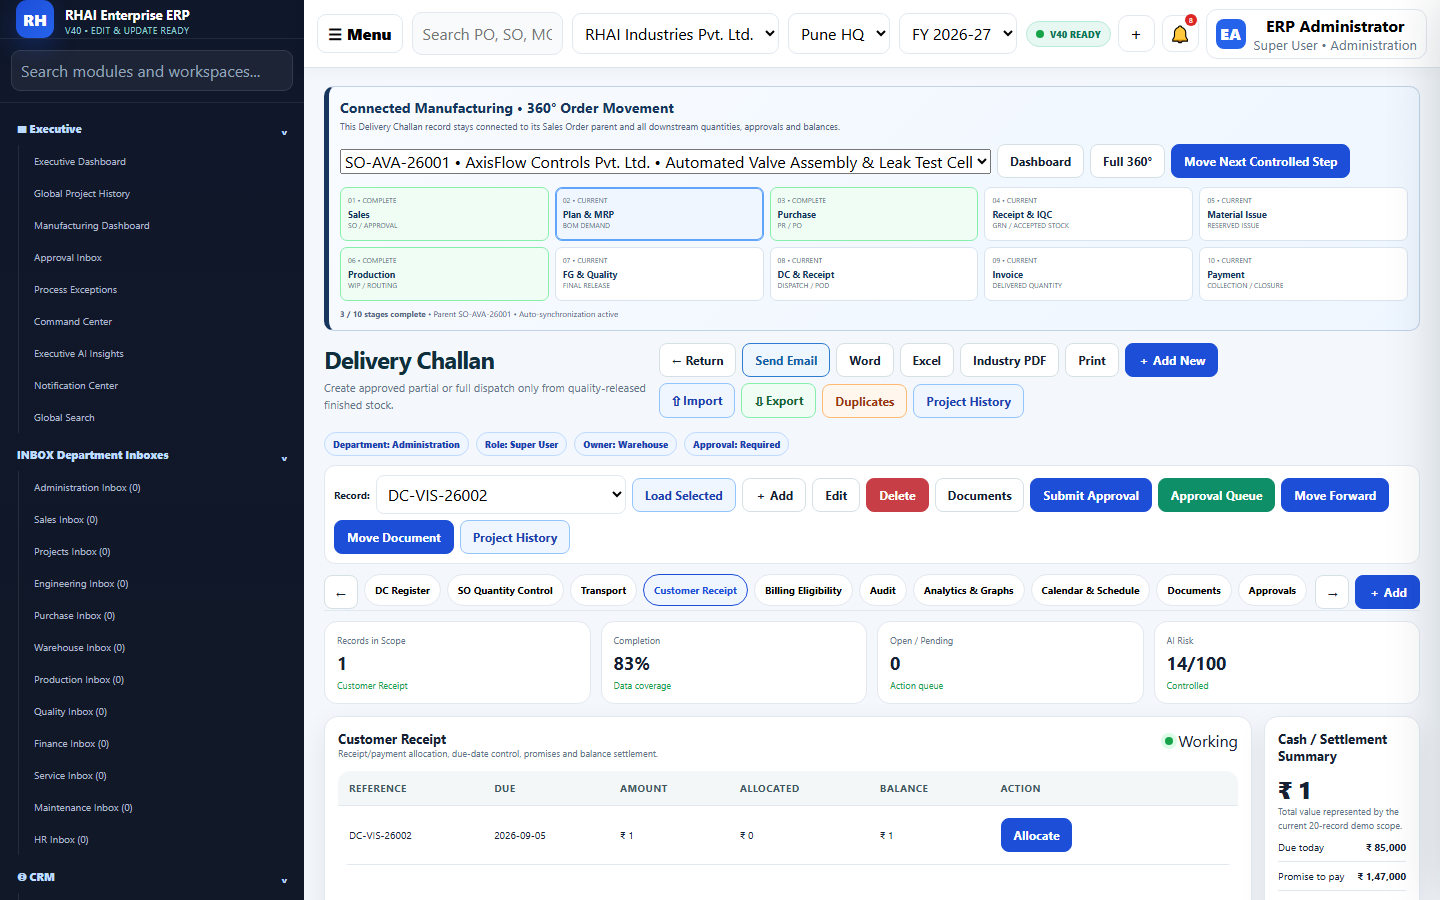 RH
RHAI Enterprise ERP
V40 • EDIT & UPDATE READY
Search modules and workspaces...
Executive
Executive Dashboard
Global Project History
Manufacturing Dashboard
Approval Inbox
Process Exceptions
Command Center
Executive AI Insights
Notification Center
Global Search
INBOX Department Inboxes
Administration Inbox (0)
Sales Inbox (0)
Projects Inbox (0)
Engineering Inbox (0)
Purchase Inbox (0)
Warehouse Inbox (0)
Production Inbox (0)
Quality Inbox (0)
Finance Inbox (0)
Service Inbox (0)
Maintenance Inbox (0)
HR Inbox (0)
CRM
☰ Menu
Search PO, SO, MC
RHAI Industries Pvt. Ltd.
Pune HQ
FY 2026-27
V40 READY
+
8
EA
ERP Administrator
Super User • Administration
Connected Manufacturing • 360° Order Movement
This Delivery Challan record stays connected to its Sales Order parent and all downstream quantities, approvals and balances.
SO-AVA-26001 • AxisFlow Controls Pvt. Ltd. • Automated Valve Assembly & Leak Test Cell
Dashboard
Full 360°
Move Next Controlled Step
01 • COMPLETE
Sales
SO / APPROVAL
02 • CURRENT
Plan & MRP
BOM DEMAND
03 • COMPLETE
Purchase
PR / PO
04 • CURRENT
Receipt & IQC
GRN / ACCEPTED STOCK
05 • CURRENT
Material Issue
RESERVED ISSUE
06 • COMPLETE
Production
WIP / ROUTING
07 • CURRENT
FG & Quality
FINAL RELEASE
08 • CURRENT
DC & Receipt
DISPATCH / POD
09 • CURRENT
Invoice
DELIVERED QUANTITY
10 • CURRENT
Payment
COLLECTION / CLOSURE
3 / 10 stages complete • Parent SO-AVA-26001 • Auto-synchronization active
Delivery Challan
Create approved partial or full dispatch only from quality-released
finished stock.
← Return
Send Email
Word
Excel
Industry PDF
Print
+ Add New
⇧ Import
⇩ Export
Duplicates
Project History
Department: Administration
Role: Super User
Owner: Warehouse
Approval: Required
Record:
DC-VIS-26002
Load Selected
+ Add
Edit
Delete
Documents
Submit Approval
Approval Queue
Move Forward
Move Document
Project History
←
DC Register
SO Quantity Control
Transport
Customer Receipt
Billing Eligibility
Audit
Analytics & Graphs
Calendar & Schedule
Documents
Approvals
→
+ Add
Records in Scope
1
Customer Receipt
Completion
83%
Data coverage
Open / Pending
0
Action queue
AI Risk
14/100
Controlled
Customer Receipt
Receipt/payment allocation, due-date control, promises and balance settlement.
Working
REFERENCE DUE AMOUNT ALLOCATED BALANCE ACTION
DC-VIS-26002 2026-09-05 ₹ 1 ₹ 0 ₹ 1 Allocate
Cash / Settlement
Summary
₹ 1
Total value represented by the
current 20-record demo scope.
Due today ₹ 85,000
Promise to pay ₹ 1,47,000